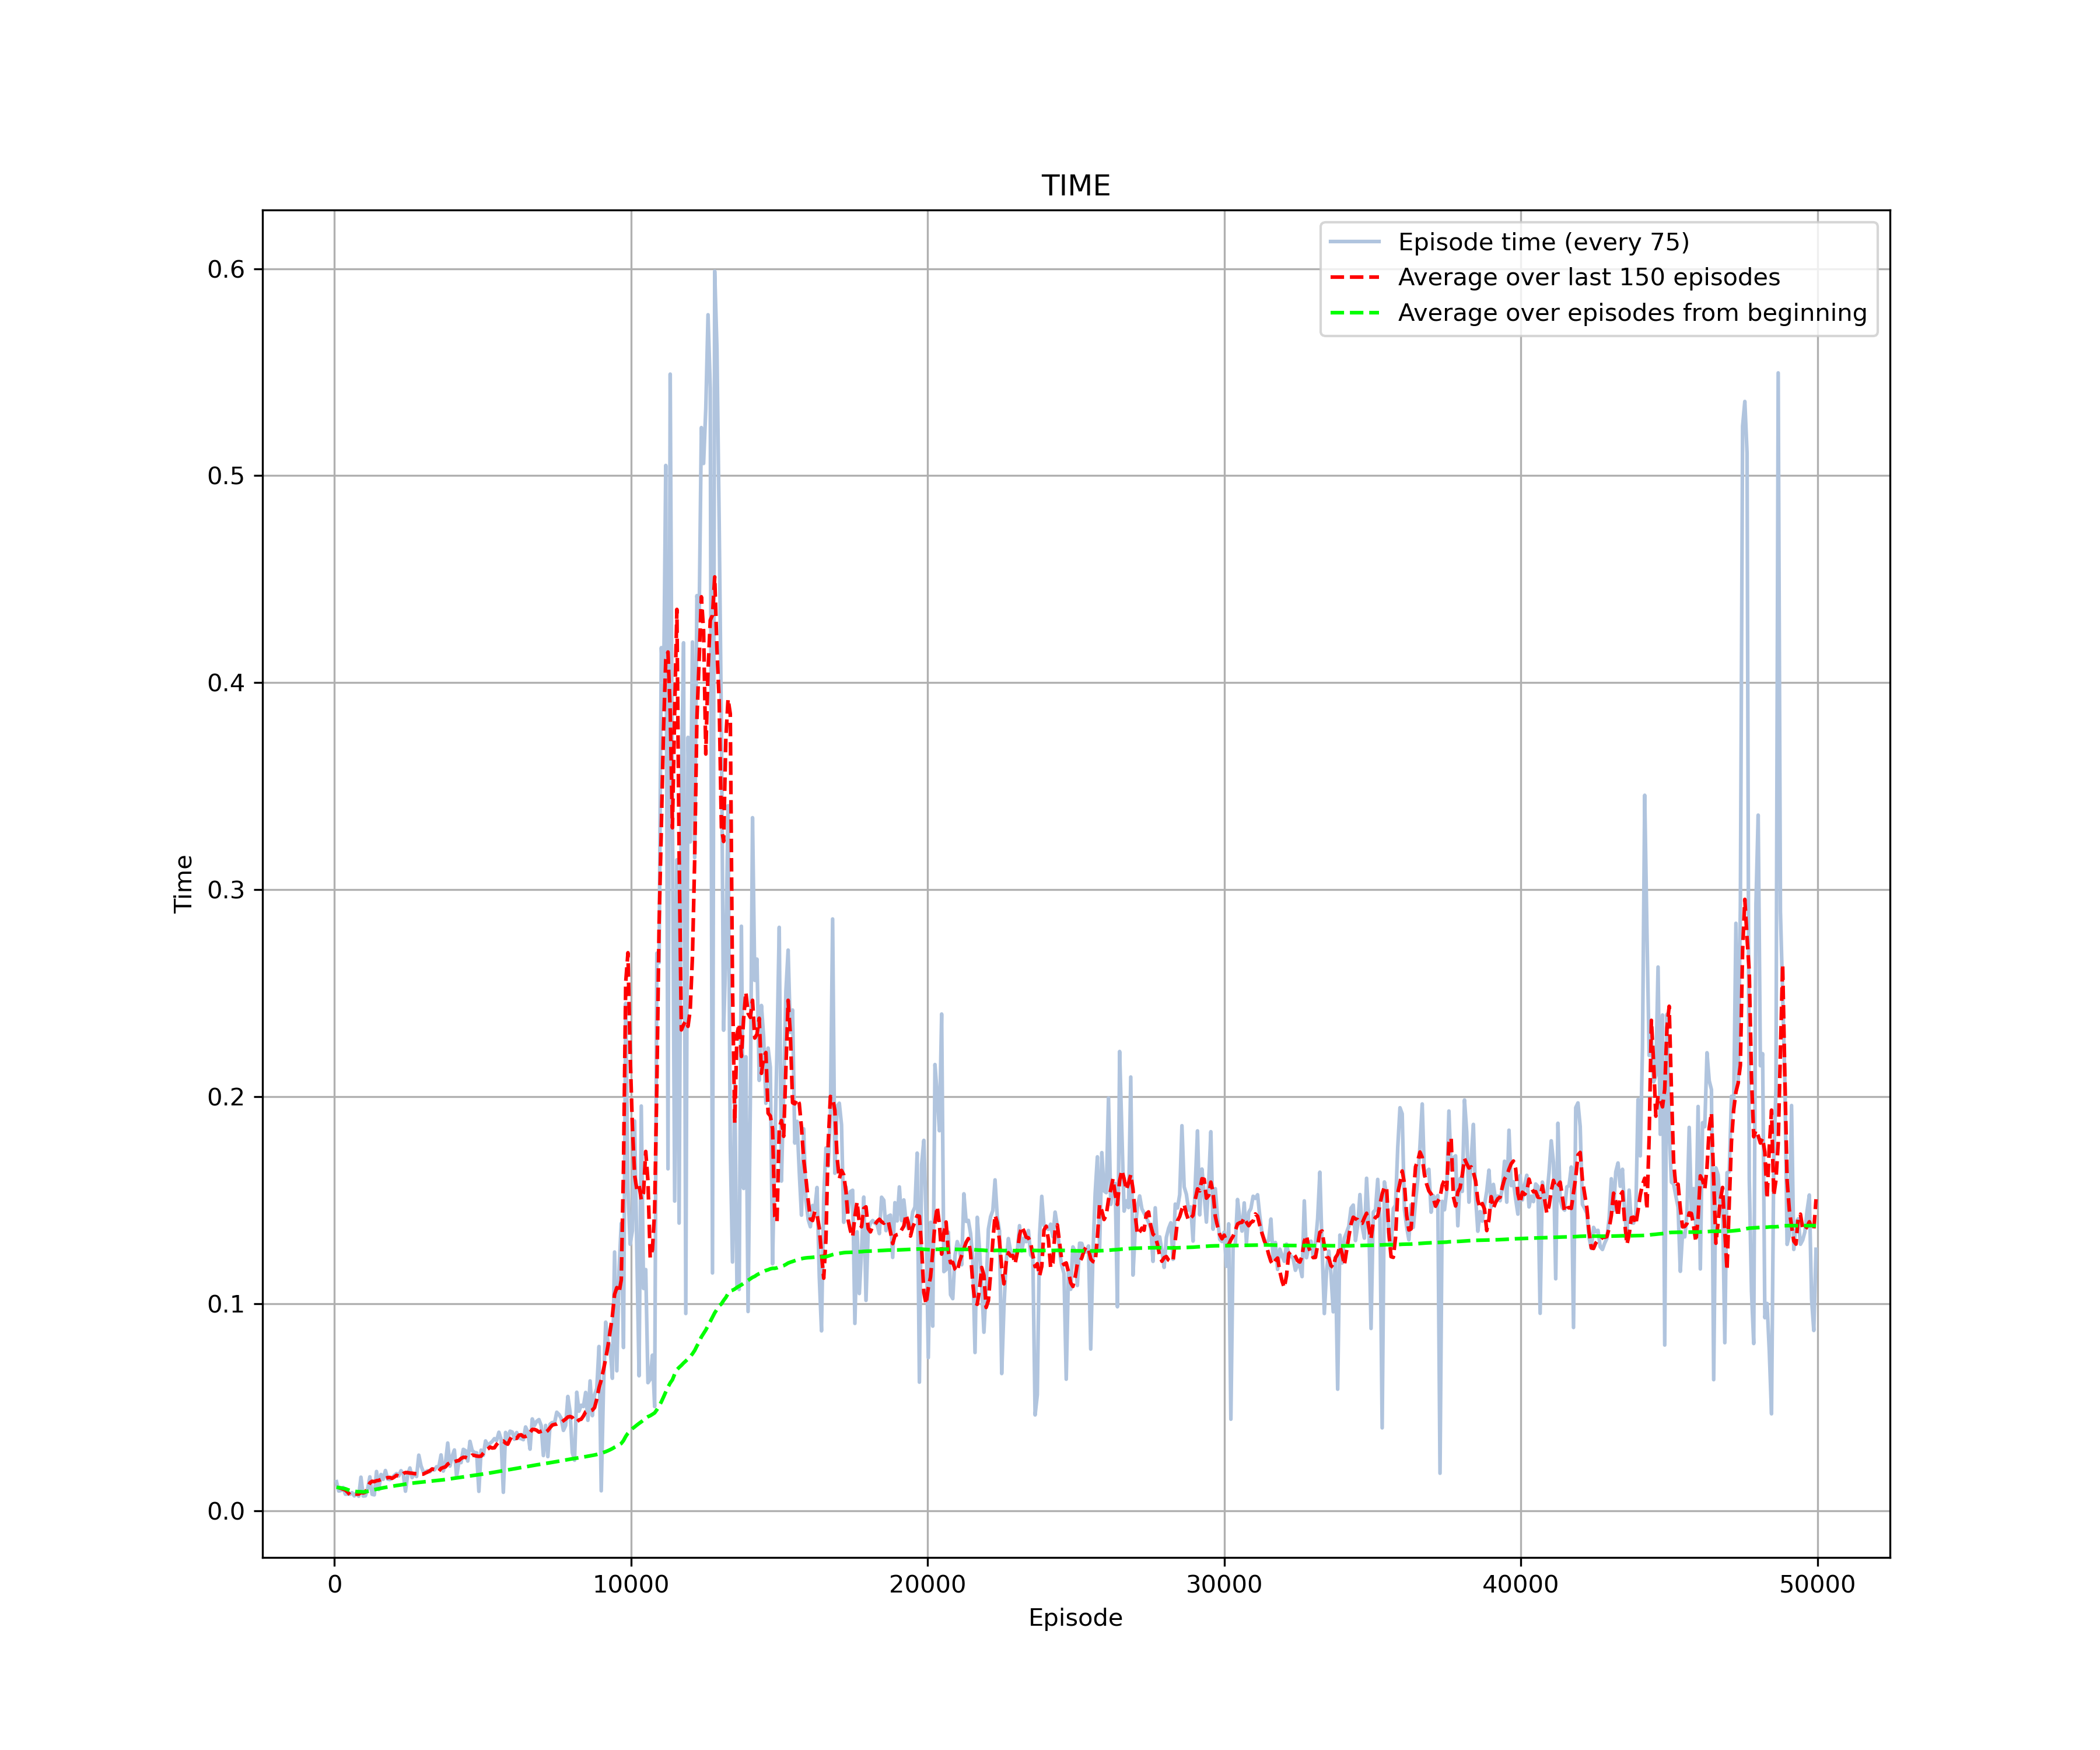 TIME
Episode time (every 75)
Average over last 150 episodes
Average over episodes from beginning
0.6
0.5
0.4
0.3
0.2
0.1
0.0
Time
0 10000 20000 30000 40000 50000
Episode